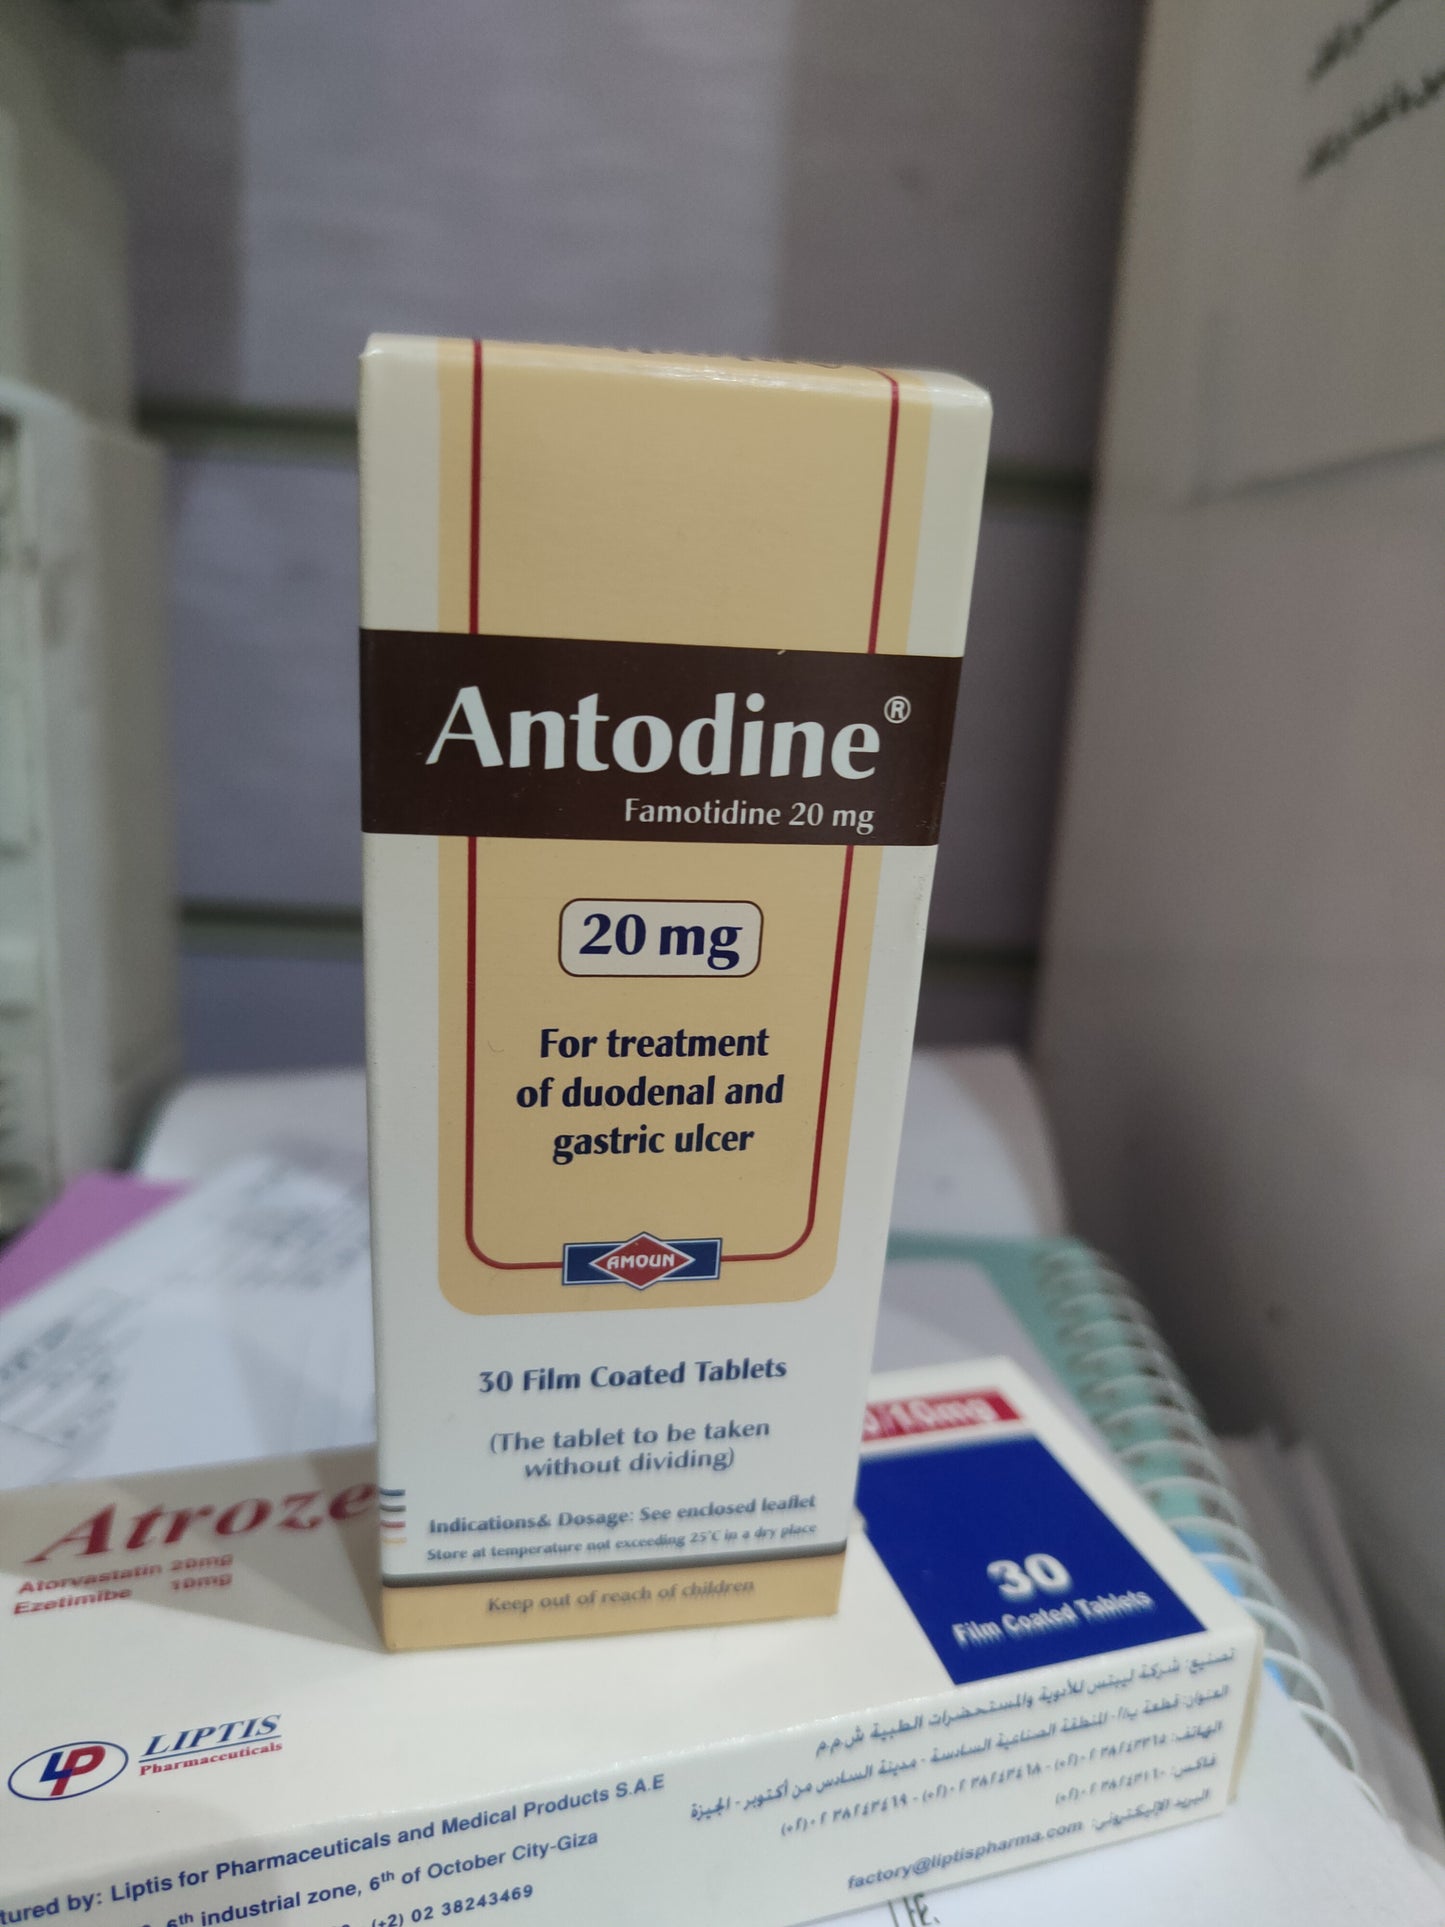 Antodine®
Famotidine 20 mg
20 mg
For treatment
of duodenal and
gastric ulcer
AMOUN
30 Film Coated Tablets
(The tablet to be taken
without dividing)
Indications& Dosage: See enclosed leaflet
Store at temperature not exceeding 25°C in a dry place
Keep out of reach of children
Atroze
Atorvastatin 20mg
Ezetimibe 10mg
/10mg
30
Film Coated Tablets
LP
LIPTIS
Pharmaceuticals
tured by: Liptis for Pharmaceuticals and Medical Products S.A.E
6th industrial zone, 6th of October City-Giza
(+2) 02 38243469
تصنيع: شركة ليبتس للأدوية والمستحضرات الطبية ش.م.م
العنوان: قطعة - المنطقة الصناعية السادسة - مدينة السادس من أكتوبر - الجيزة
الهاتف:
فاكس:
البريد الإليكتروني: factory@liptispharma.com